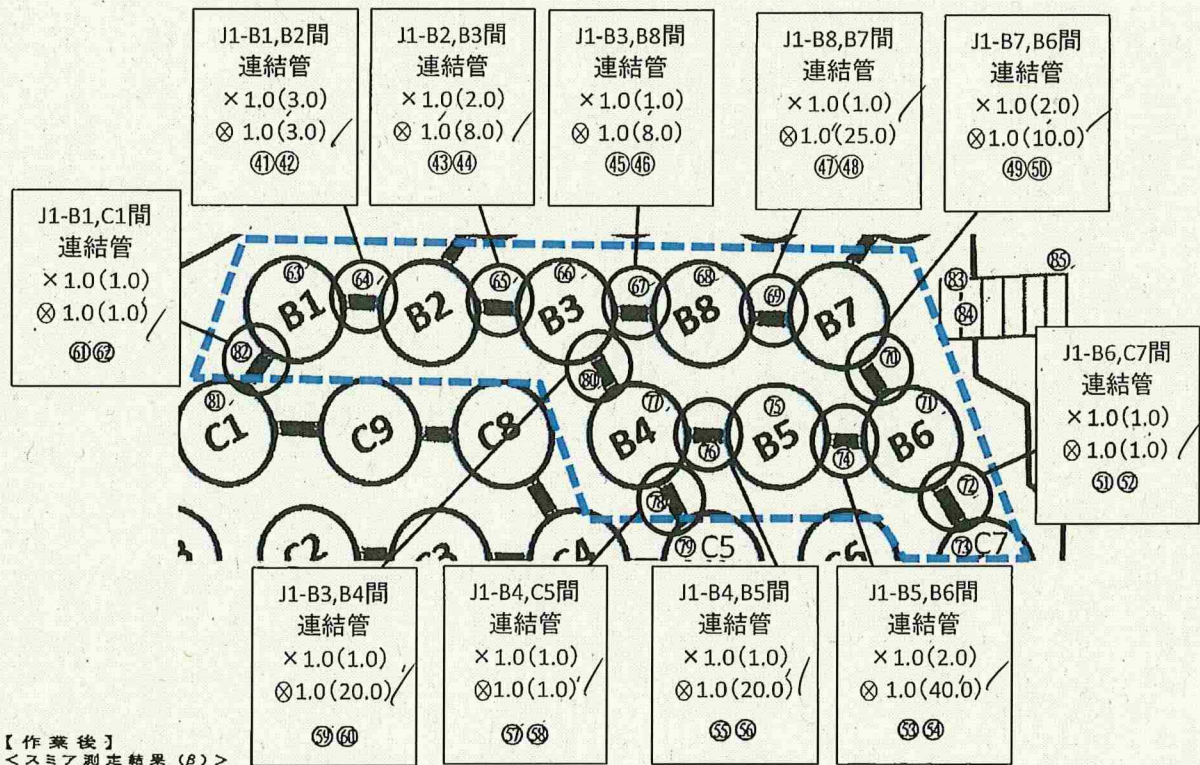 J1-B1,B2間
連結管
×1.0(3.0)
⊗ 1.0(3.0)
㊶㊷
J1-B2,B3間
連結管
×1.0(2.0)
⊗ 1.0(8.0)
㊸㊹
J1-B3,B8間
連結管
×1.0(1.0)
⊗ 1.0(8.0)
㊺㊻
J1-B8,B7間
連結管
×1.0(1.0)
⊗1.0(25.0)
㊼㊽
J1-B7,B6間
連結管
×1.0(2.0)
⊗1.0(10.0)
㊾㊿
J1-B1,C1間
連結管
×1.0(1.0)
⊗ 1.0(1.0)
(61)(62)
(63) (64) (65) (66) (67) (68) (69) (83) (84) (85)
B1 B2 B3 B8 B7
(82) (80) (70)
J1-B6,C7間
連結管
×1.0(1.0)
⊗1.0(1.0)
(51)(52)
(81) (77) (76) (75) (74) (71)
C1 C9 C8 B4 B5 B6
(78) (72)
(79) C5 (73) C7
C2 C3 C4 C6
J1-B3,B4間
連結管
×1.0(1.0)
⊗1.0(20.0)
(59)(60)
J1-B4,C5間
連結管
×1.0(1.0)
⊗1.0(1.0)
(57)(58)
J1-B4,B5間
連結管
×1.0(1.0)
⊗1.0(20.0)
(55)(56)
J1-B5,B6間
連結管
×1.0(2.0)
⊗ 1.0(40.0)
(53)(54)
【作業後】
<スミア測定結果(β)>